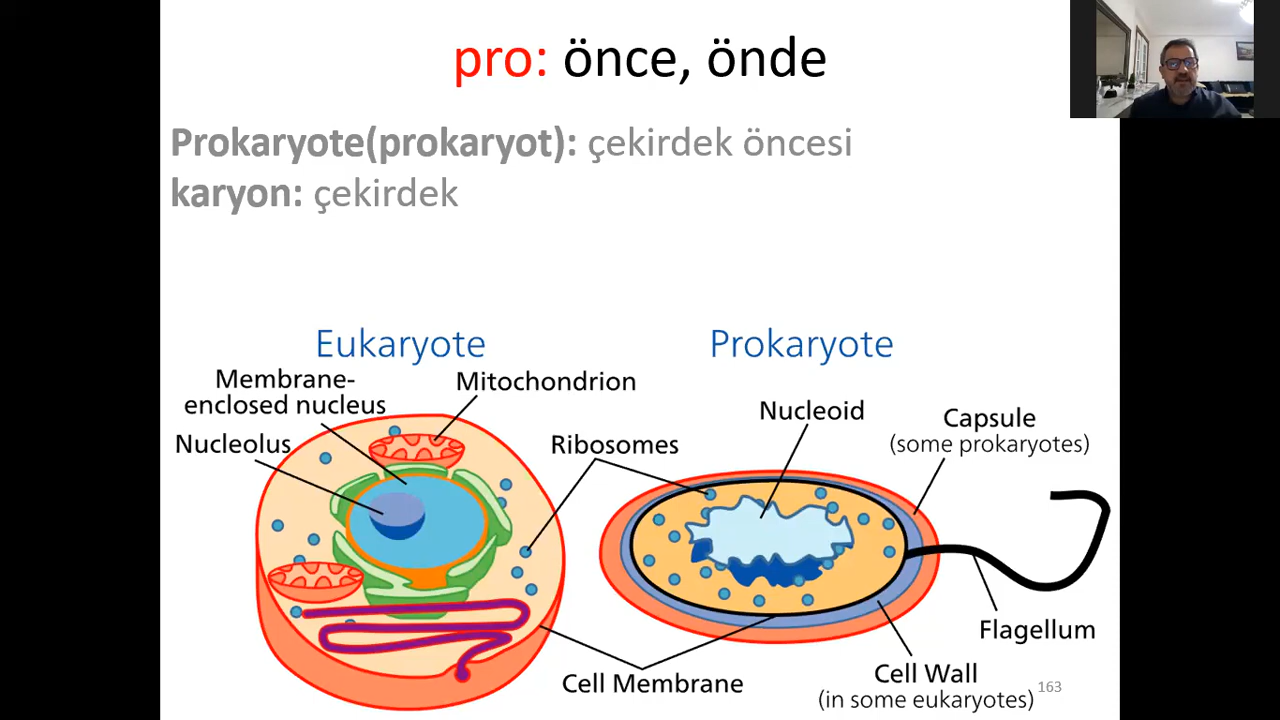 pro: önce, önde
Prokaryote(prokaryot): çekirdek öncesi
karyon: çekirdek
Eukaryote
Prokaryote
Membrane-
enclosed nucleus
Mitochondrion
Nucleolus
Ribosomes
Nucleoid
Capsule
(some prokaryotes)
Flagellum
Cell Membrane
Cell Wall
(in some eukaryotes)
163